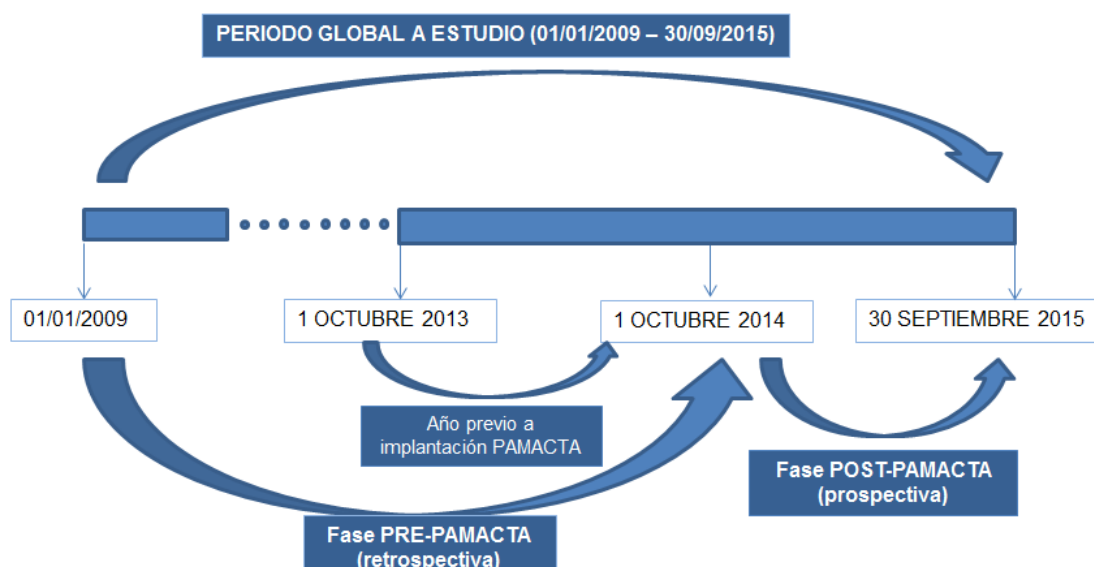 PERIODO GLOBAL A ESTUDIO (01/01/2009 – 30/09/2015)
01/01/2009
1 OCTUBRE 2013
1 OCTUBRE 2014
30 SEPTIEMBRE 2015
Año previo a
implantación PAMACTA
Fase POST-PAMACTA
(prospectiva)
Fase PRE-PAMACTA
(retrospectiva)